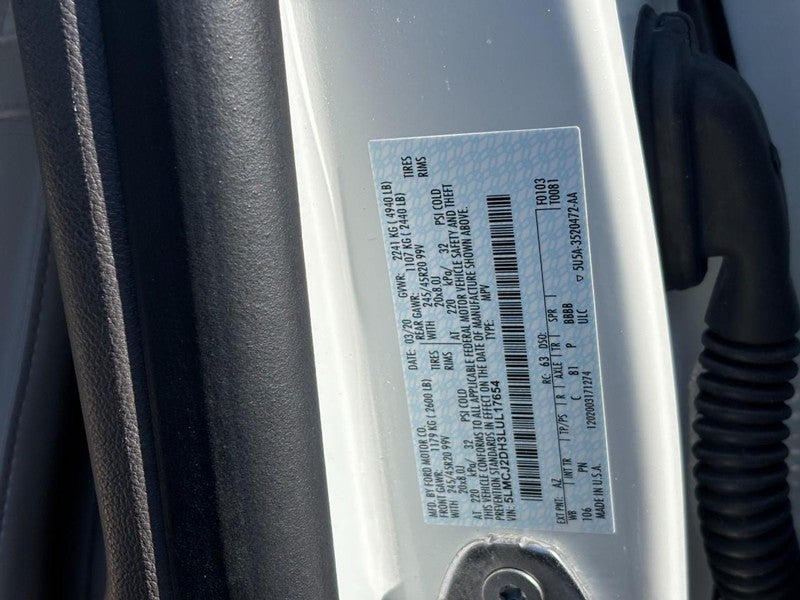 MFD. BY FORD MOTOR CO. DATE: 03/20 GVWR: 2241 KG ( 4940 LB)
FRONT GAWR: 1179 KG ( 2600 LB) REAR GAWR: 1107 KG ( 2440 LB)
WITH 245/45R20 99V TIRES WITH 245/45R20 99V TIRES
20x8.0J RIMS 20x8.0J RIMS
AT 220 kPa/ 32 PSI COLD AT 220 kPa/ 32 PSI COLD
THIS VEHICLE CONFORMS TO ALL APPLICABLE FEDERAL MOTOR VEHICLE SAFETY AND THEFT
PREVENTION STANDARDS IN EFFECT ON THE DATE OF MANUFACTURE SHOWN ABOVE.
VIN: 5LMCJ2DH3LUL17654 TYPE: MPV
F0103
T0081
EXT PNT: AZ RC: 63 DSO:
WB INT TR TP/PS R AXLE TR SPR
106 PN C 81 P BBBB
ULC
MADE IN U.S.A. 1202003171274 ▽ 5U5A-3520472-AA